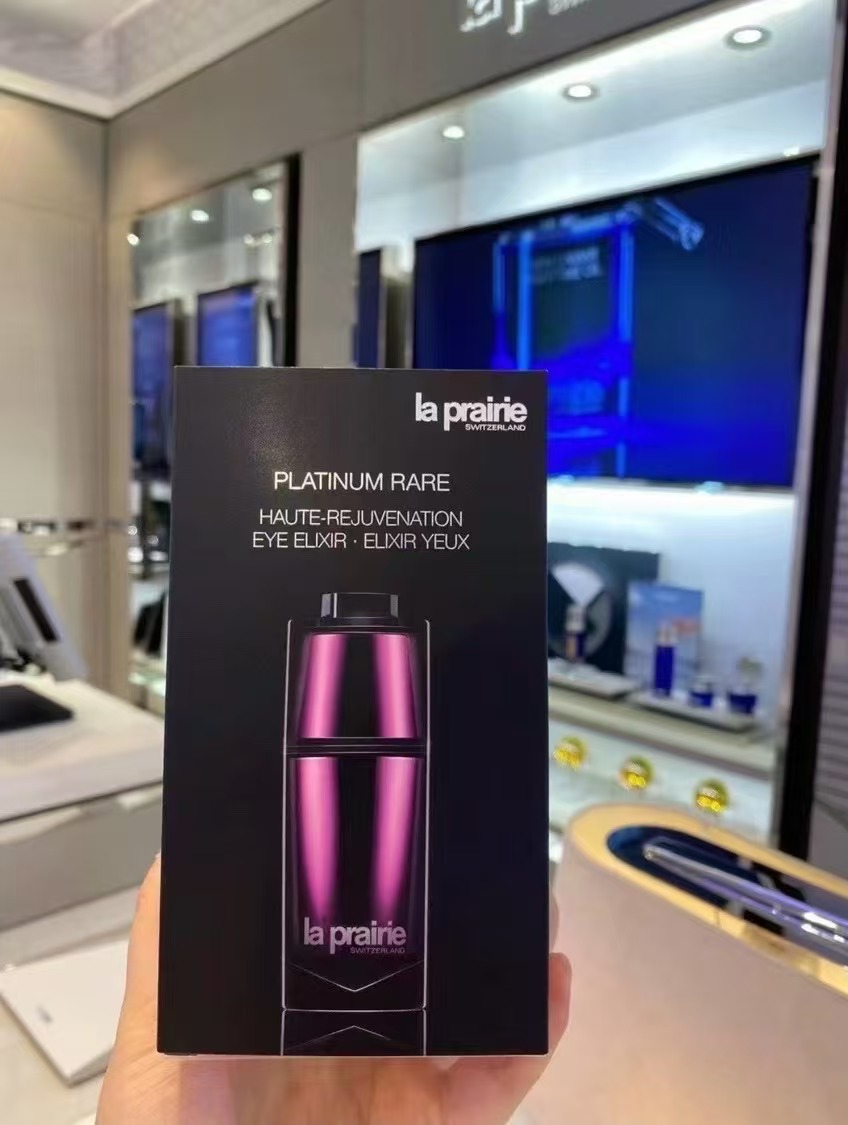 la prairie
SWITZERLAND
PLATINUM RARE
HAUTE-REJUVENATION
EYE ELIXIR · ELIXIR YEUX
la prairie
SWITZERLAND